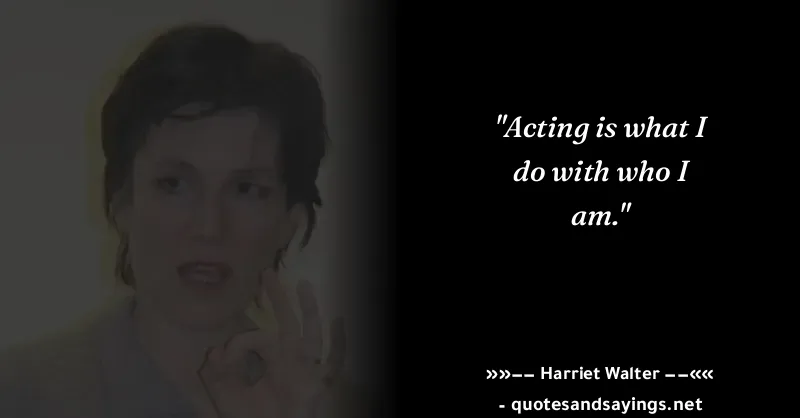 "Acting is what I
do with who I
am."
»»−− Harriet Walter −−««
- quotesandsayings.net